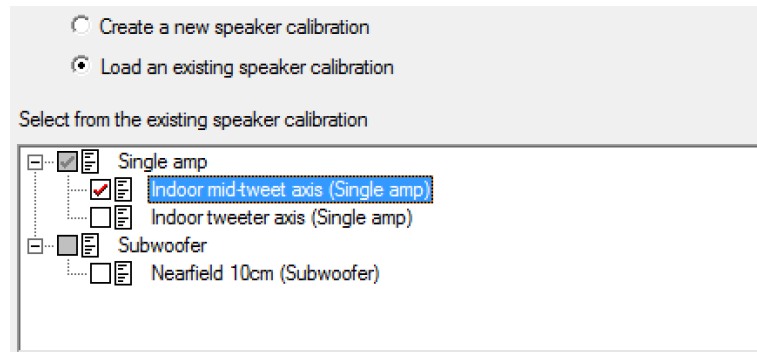 Create a new speaker calibration
Load an existing speaker calibration
Select from the existing speaker calibration
Single amp
Indoor mid-tweet axis (Single amp)
Indoor tweeter axis (Single amp)
Subwoofer
Nearfield 10cm (Subwoofer)